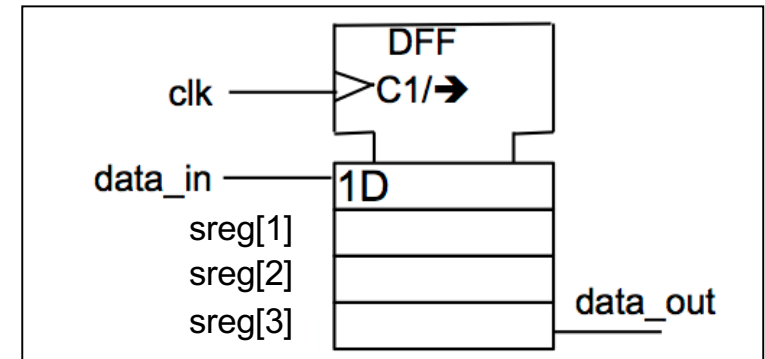 DFF
clk C1/➔
data_in 1D
sreg[1]
sreg[2]
sreg[3] data_out